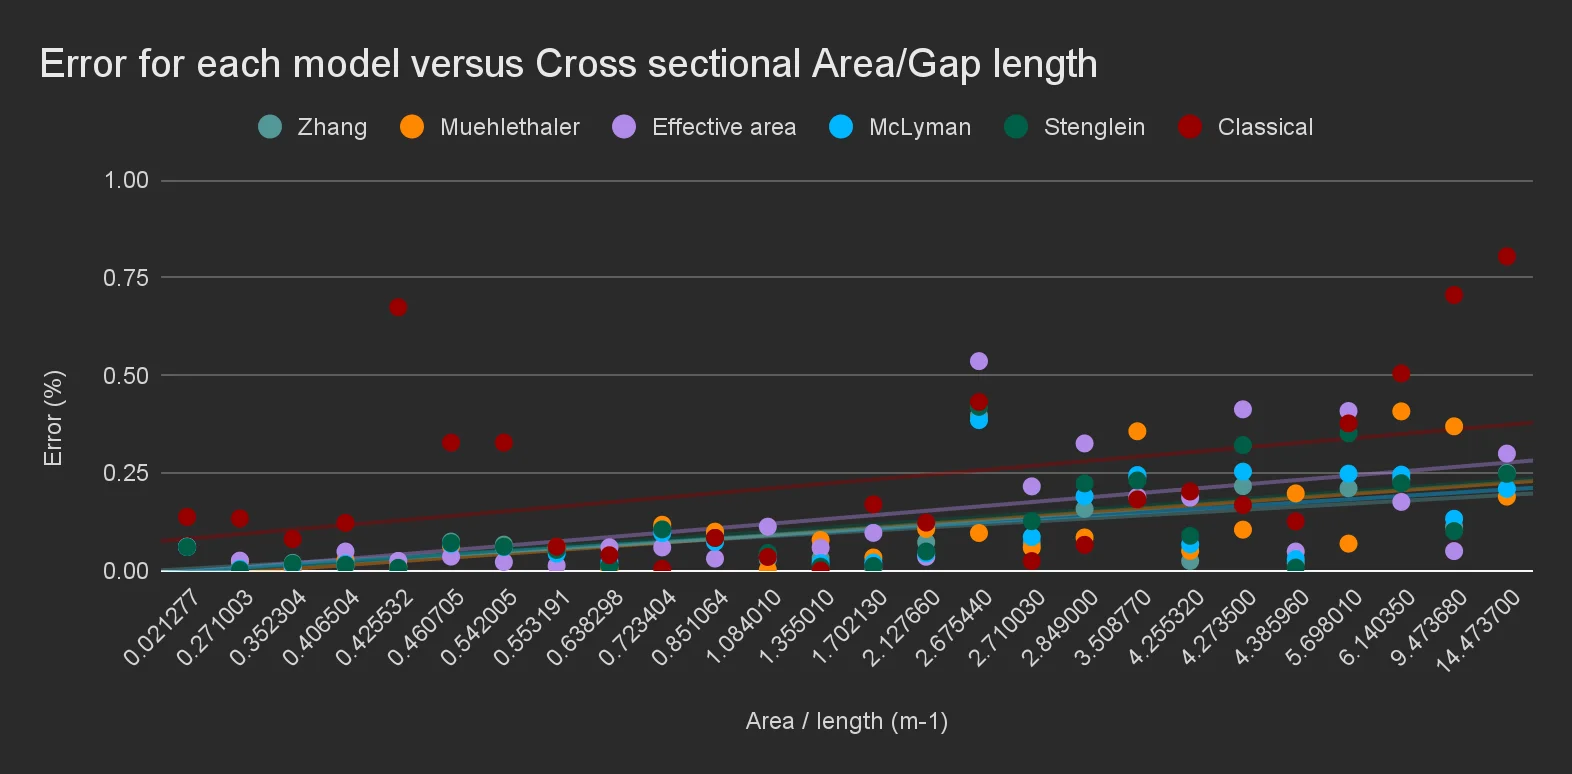 Error for each model versus Cross sectional Area/Gap length
Zhang Muehlethaler Effective area McLyman Stenglein Classical
1.00
0.75
0.50
0.25
0.00
Error (%)
0.021277 0.271003 0.352304 0.406504 0.425532 0.460705 0.542005 0.553191 0.638298 0.723404 0.851064 1.084010 1.355010 1.702130 2.127660 2.675440 2.710030 2.849000 3.508770 4.255320 4.273500 4.385960 5.698010 6.140350 9.473680 14.473700
Area / length (m-1)